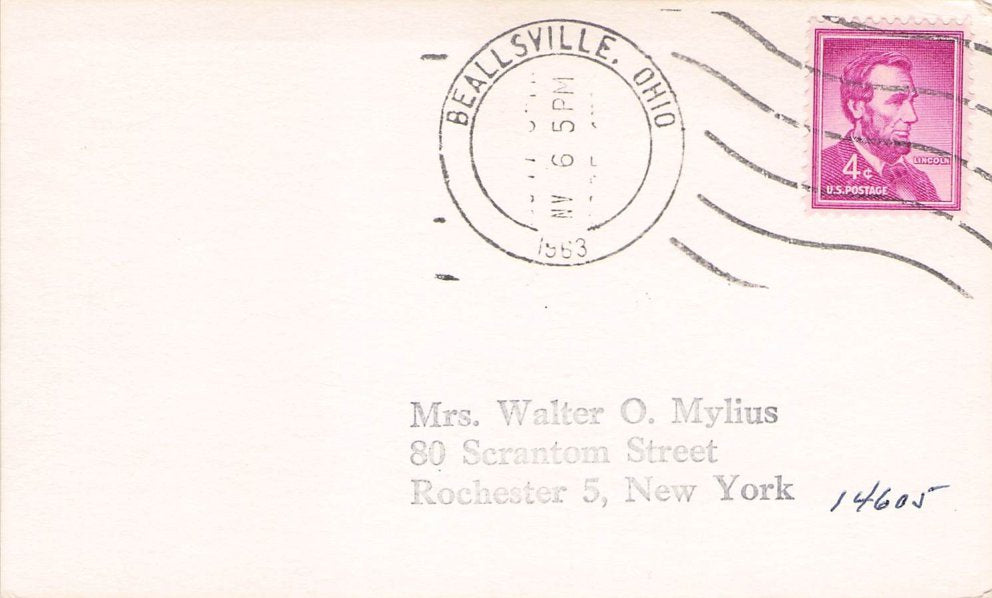 BEALLSVILLE, OHIO
NV 6 5PM
1963
LINCOLN
4¢
U.S. POSTAGE
Mrs. Walter O. Mylius
80 Scrantom Street
Rochester 5, New York 14605